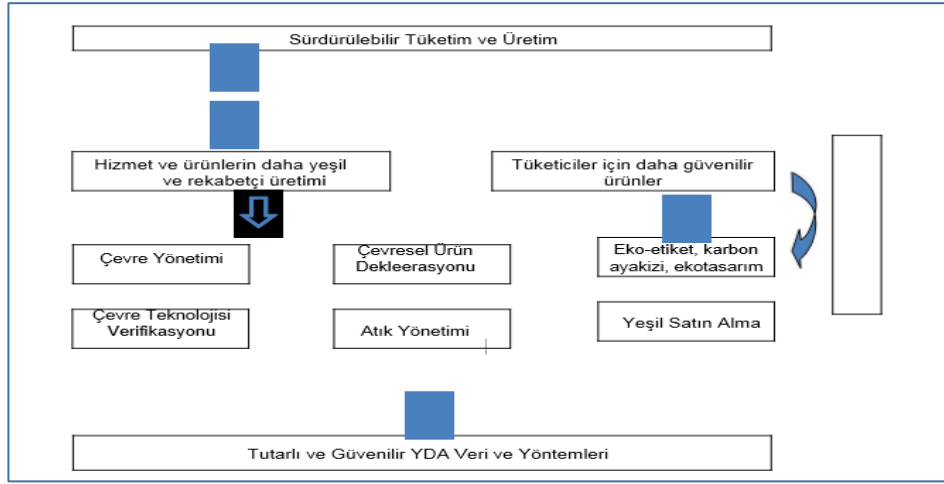 Sürdürülebilir Tüketim ve Üretim
Hizmet ve ürünlerin daha yeşil
ve rekabetçi üretimi
Tüketiciler için daha güvenilir
ürünler
Çevre Yönetimi
Çevresel Ürün
Dekleerasyonu
Eko-etiket, karbon
ayakizi, ekotasarım
Çevre Teknolojisi
Verifikasyonu
Atık Yönetimi
Yeşil Satın Alma
Tutarlı ve Güvenilir YDA Veri ve Yöntemleri